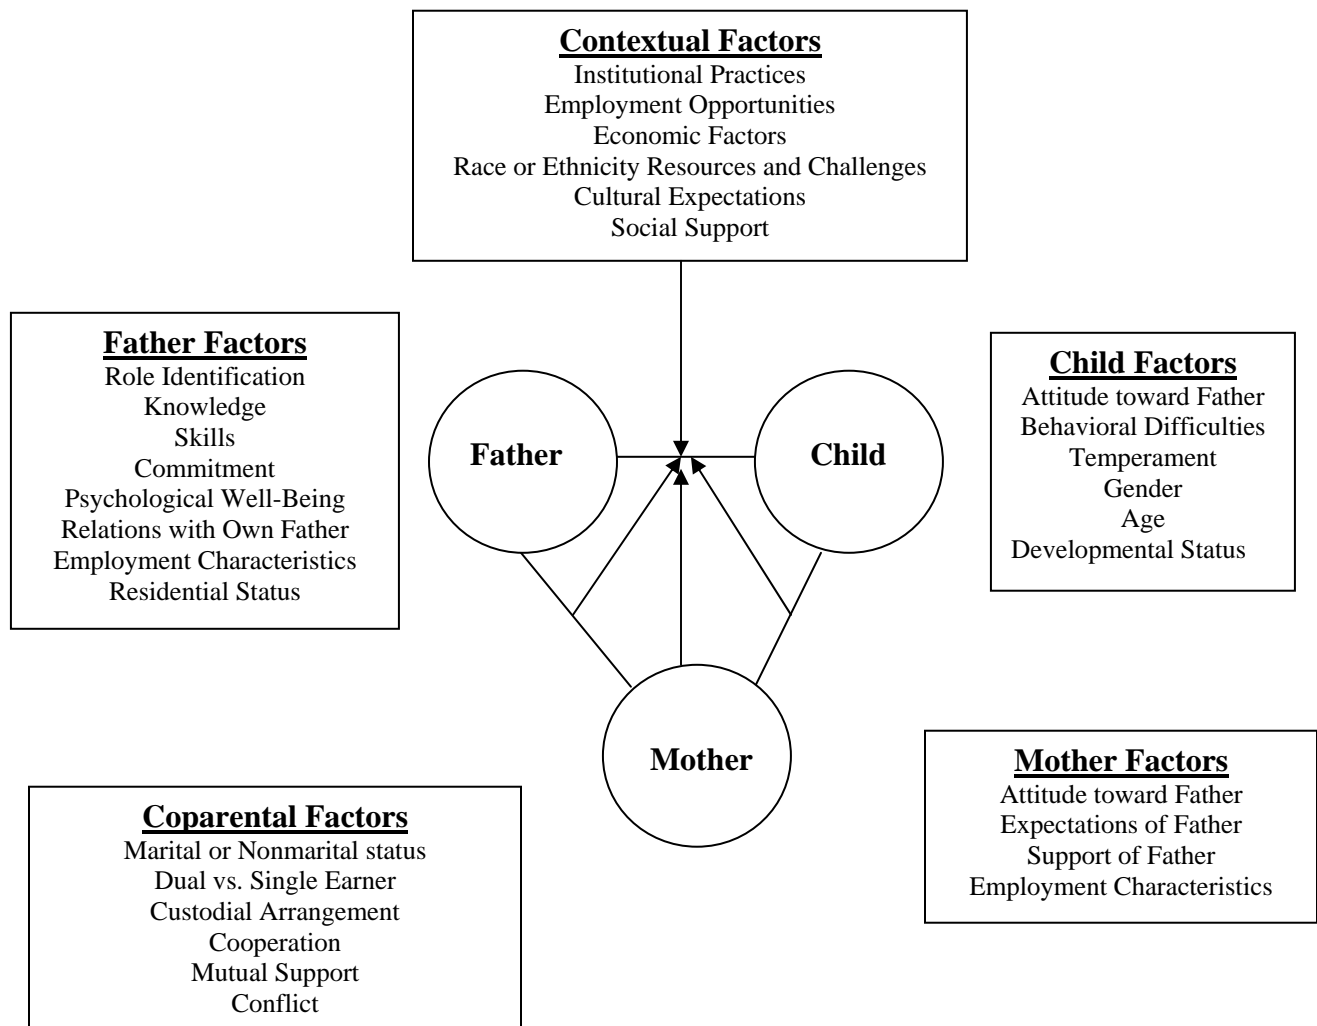 Contextual Factors
Institutional Practices
Employment Opportunities
Economic Factors
Race or Ethnicity Resources and Challenges
Cultural Expectations
Social Support
Father Factors
Role Identification
Knowledge
Skills
Commitment
Psychological Well-Being
Relations with Own Father
Employment Characteristics
Residential Status
Father
Child
Child Factors
Attitude toward Father
Behavioral Difficulties
Temperament
Gender
Age
Developmental Status
Mother
Mother Factors
Attitude toward Father
Expectations of Father
Support of Father
Employment Characteristics
Coparental Factors
Marital or Nonmarital status
Dual vs. Single Earner
Custodial Arrangement
Cooperation
Mutual Support
Conflict